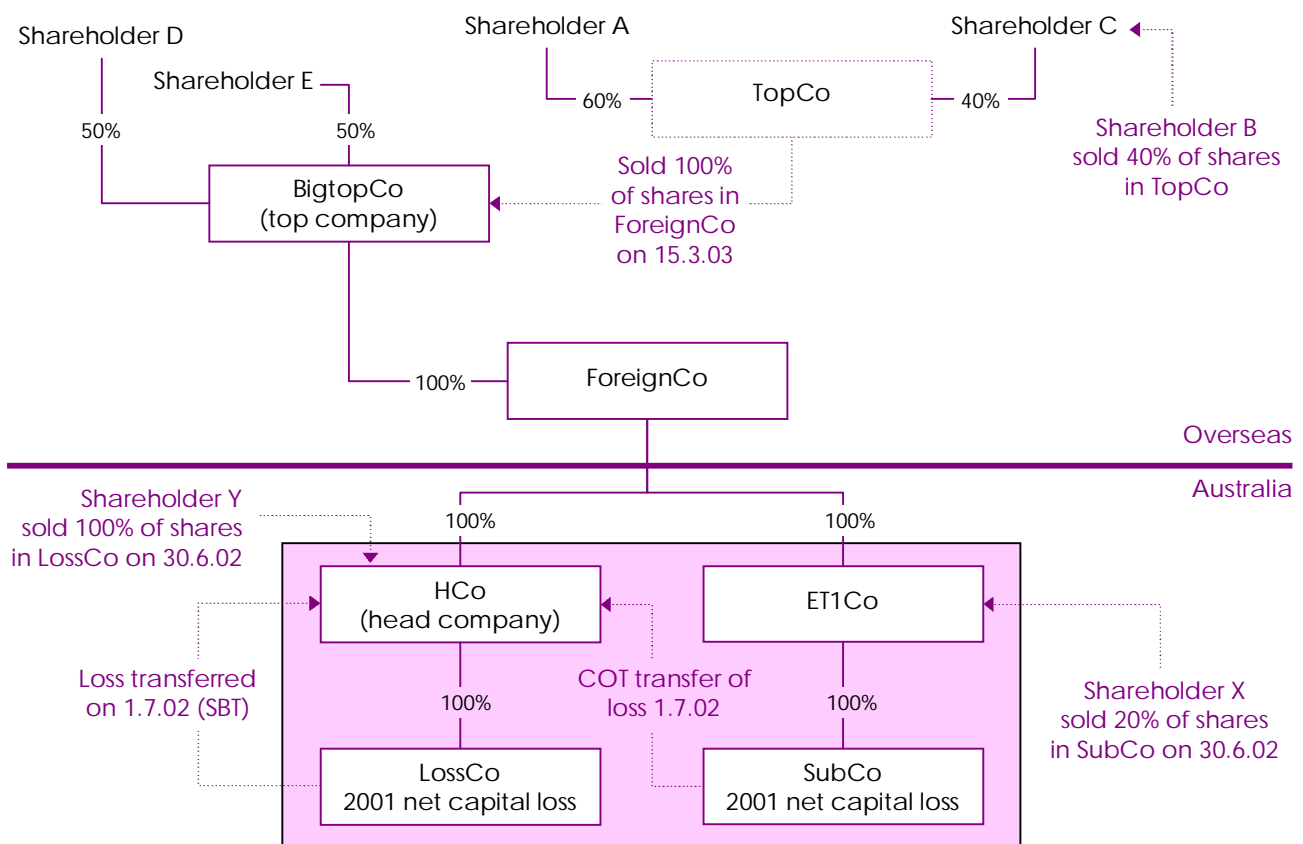 Shareholder D
Shareholder A
Shareholder C
Shareholder E
TopCo
60%
40%
50%
50%
Shareholder B
sold 40% of shares
in TopCo
Sold 100%
of shares in
ForeignCo
on 15.3.03
BigtopCo
(top company)
ForeignCo
100%
Overseas
Australia
Shareholder Y
sold 100% of shares
in LossCo on 30.6.02
100%
100%
HCo
(head company)
ET1Co
Loss transferred
on 1.7.02 (SBT)
COT transfer of
loss 1.7.02
100%
100%
Shareholder X
sold 20% of shares
in SubCo on 30.6.02
LossCo
2001 net capital loss
SubCo
2001 net capital loss